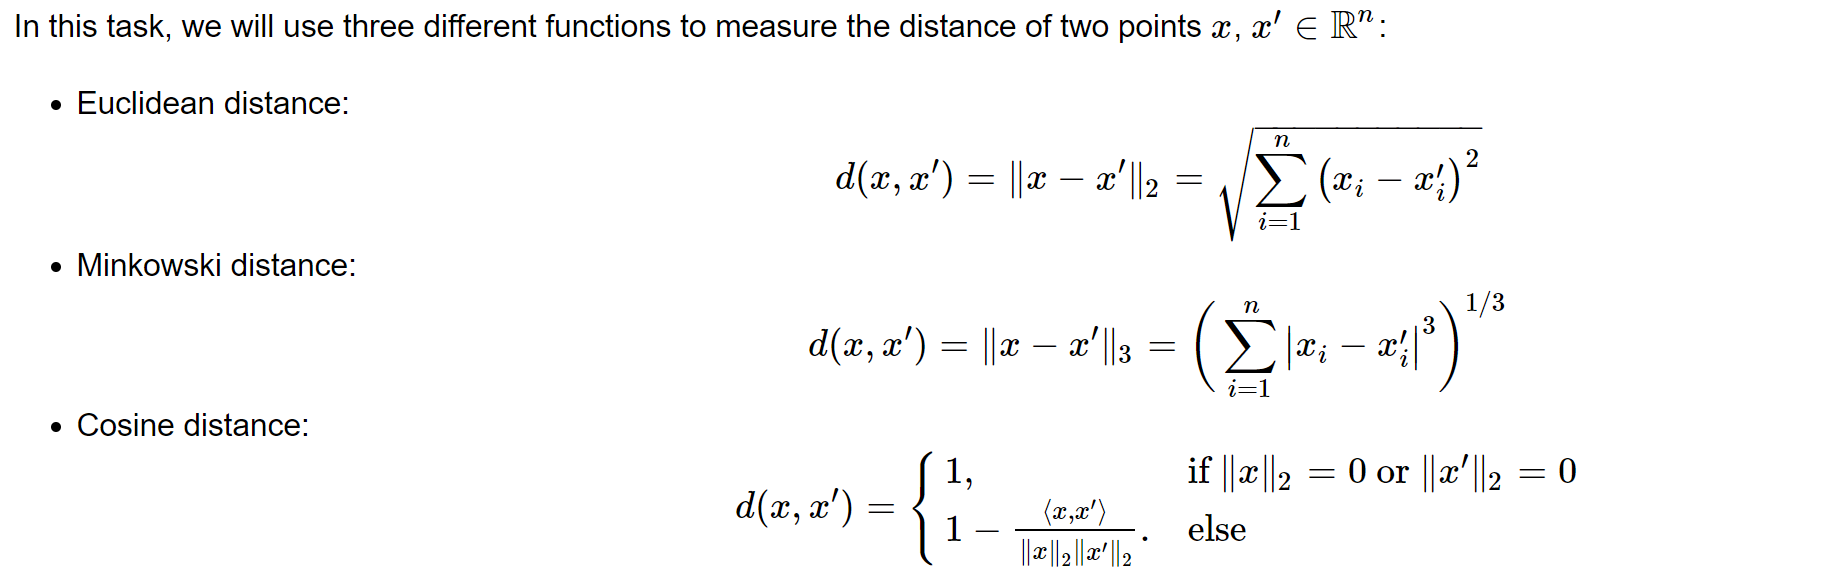 In this task, we will use three different functions to measure the distance of two points $x, x' \in \mathbb{R}^n$:
• Euclidean distance:
$$d(x, x') = \|x - x'\|_2 = \sqrt{\sum_{i=1}^{n} (x_i - x'_i)^2}$$
• Minkowski distance:
$$d(x, x') = \|x - x'\|_3 = \left( \sum_{i=1}^{n} |x_i - x'_i|^3 \right)^{1/3}$$
• Cosine distance:
$$d(x, x') = \begin{cases} 1, & \text{if } \|x\|_2 = 0 \text{ or } \|x'\|_2 = 0 \\ 1 - \frac{\langle x, x' \rangle}{\|x\|_2 \|x'\|_2}. & \text{else} \end{cases}$$